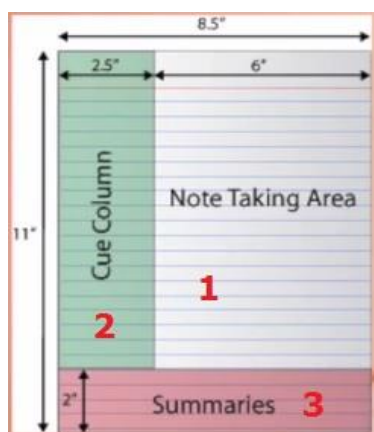 8.5"
2.5"
6"
Cue Column
Note Taking Area
11"
1
2
2"
Summaries 3